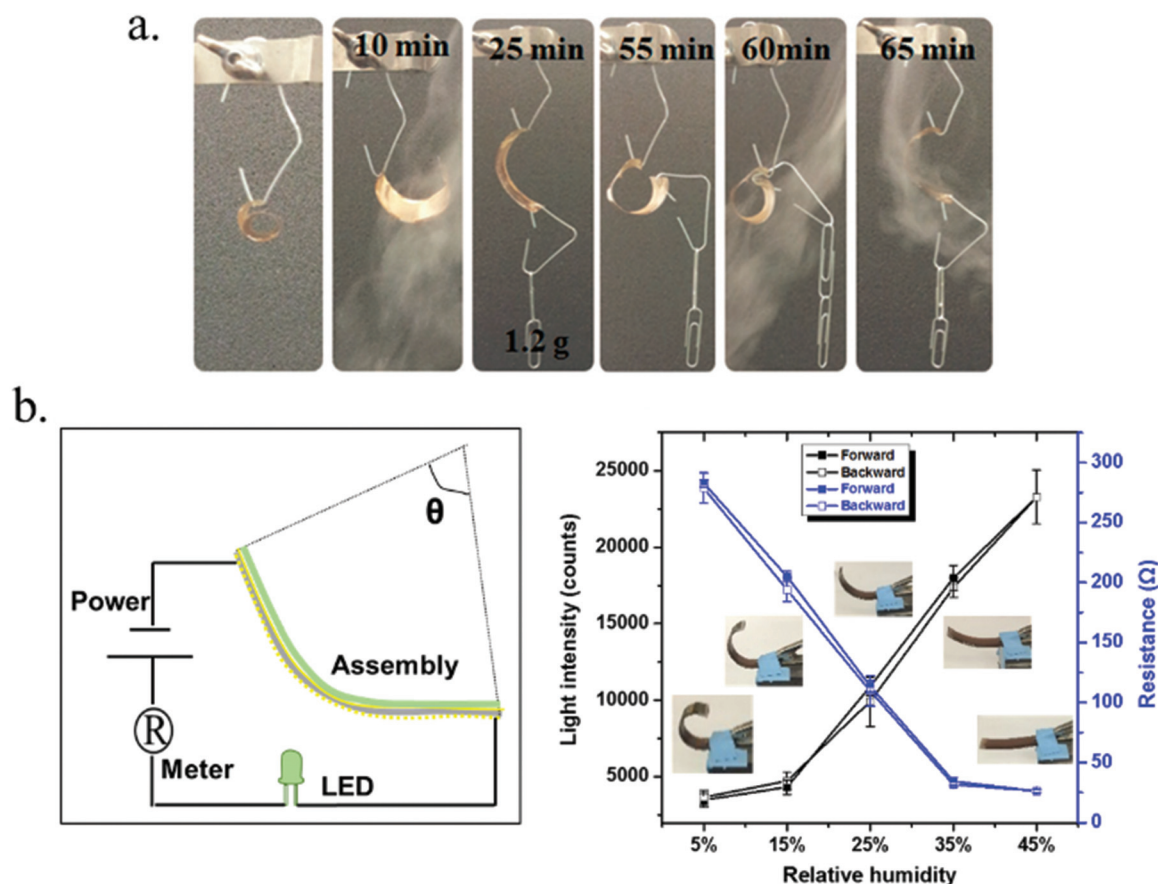 a.
10 min
25 min
55 min
60min
65 min
1.2 g
b.
θ
Power
Assembly
R
Meter
LED
Forward
Backward
Forward
Backward
25000
20000
15000
10000
5000
Light intensity (counts)
300
250
200
150
100
50
0
Resistance (Ω)
5%
15%
25%
35%
45%
Relative humidity